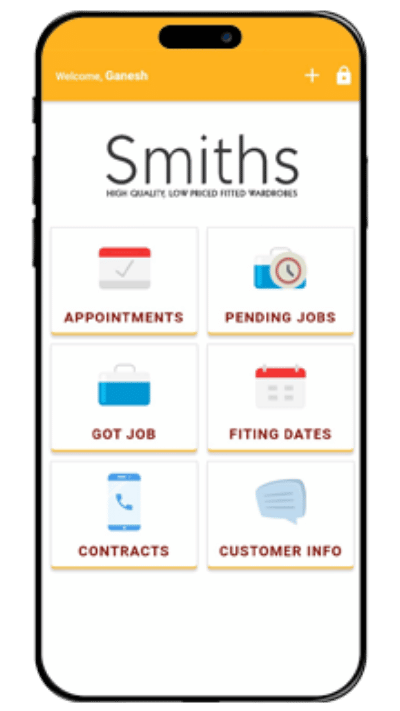 Welcome, Ganesh
Smiths
HIGH QUALITY, LOW PRICED FITTED WARDROBES
APPOINTMENTS
PENDING JOBS
GOT JOB
FITING DATES
CONTRACTS
CUSTOMER INFO